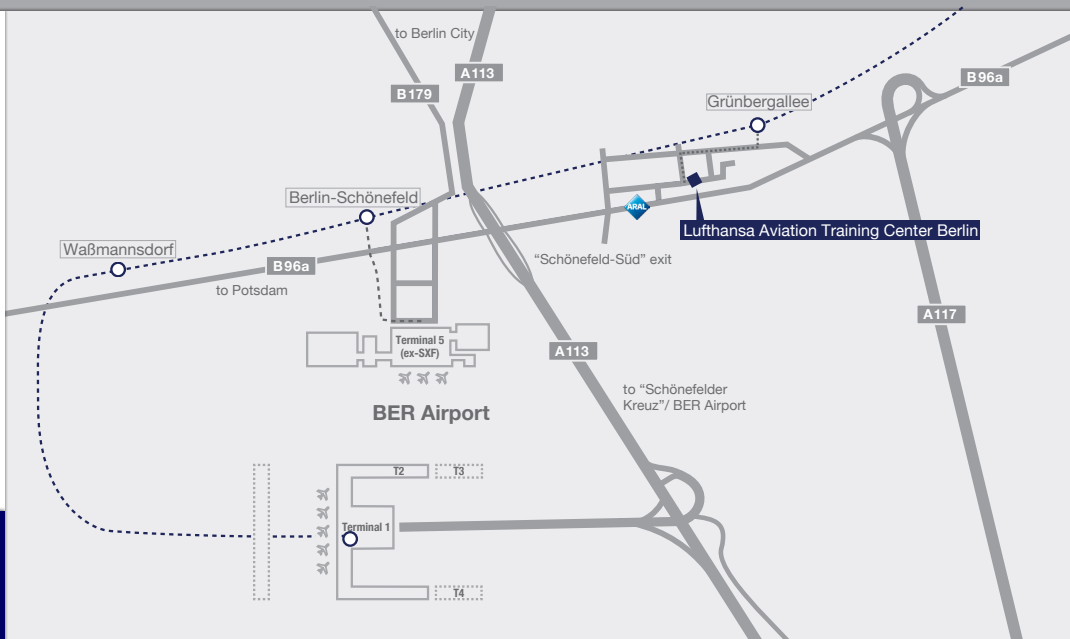 to Berlin City
A113
B179
B96a
Grünbergallee
Berlin-Schönefeld
ARAL
Lufthansa Aviation Training Center Berlin
Waßmannsdorf
B96a
"Schönefeld-Süd" exit
to Potsdam
A117
Terminal 5
(ex-SXF)
A113
to "Schönefelder
Kreuz"/ BER Airport
BER Airport
T2
T3
Terminal 1
T4